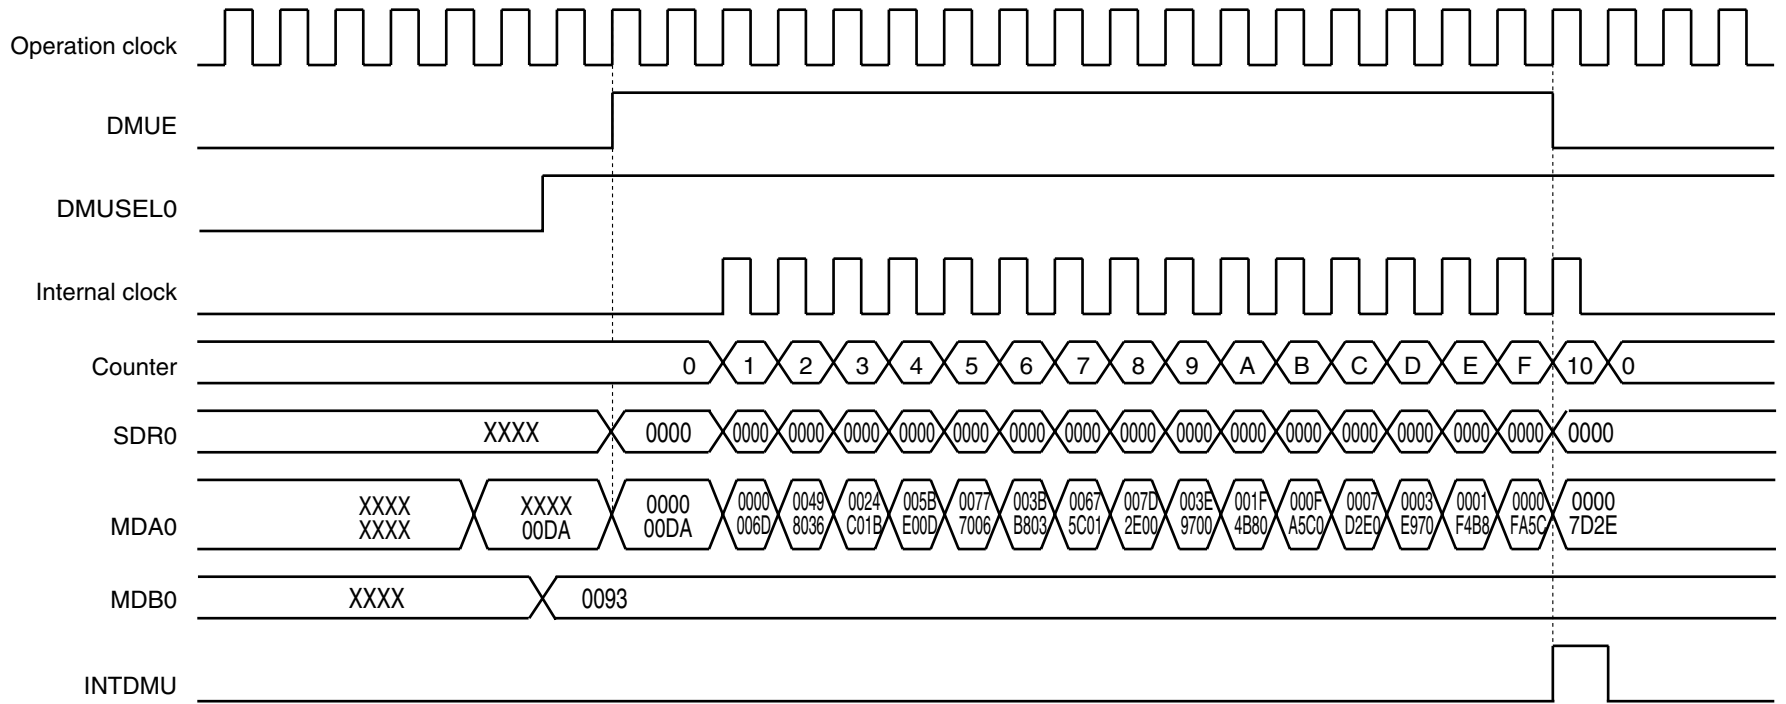 Operation clock
DMUE
DMUSEL0
Internal clock
Counter 0 1 2 3 4 5 6 7 8 9 A B C D E F 10 0
SDR0 XXXX 0000 0000 0000 0000 0000 0000 0000 0000 0000 0000 0000 0000 0000 0000 0000 0000 0000
XXXX XXXX 0000 0000 0049 0024 005B 0077 003B 0067 007D 003E 001F 000F 0007 0003 0001 0000 0000
MDA0 XXXX 00DA 00DA 006D 8036 C01B E00D 7006 B803 5C01 2E00 9700 4B80 A5C0 D2E0 E970 F4B8 FA5C 7D2E
MDB0 XXXX 0093
INTDMU